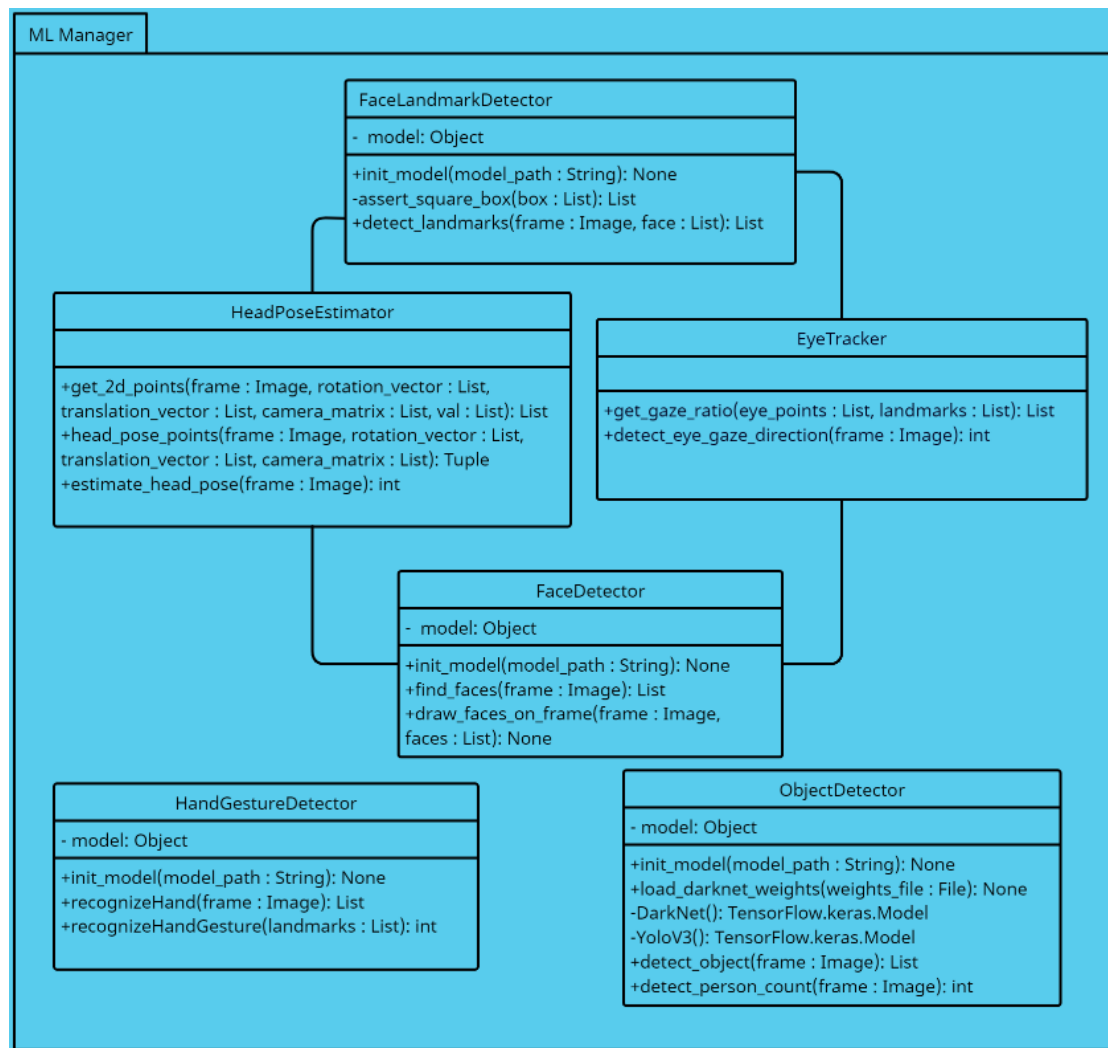 ML Manager
FaceLandmarkDetector
- model: Object
+init_model(model_path : String): None
-assert_square_box(box : List): List
+detect_landmarks(frame : Image, face : List): List
HeadPoseEstimator
+get_2d_points(frame : Image, rotation_vector : List,
translation_vector : List, camera_matrix : List, val : List): List
+head_pose_points(frame : Image, rotation_vector : List,
translation_vector : List, camera_matrix : List): Tuple
+estimate_head_pose(frame : Image): int
EyeTracker
+get_gaze_ratio(eye_points : List, landmarks : List): List
+detect_eye_gaze_direction(frame : Image): int
FaceDetector
- model: Object
+init_model(model_path : String): None
+find_faces(frame : Image): List
+draw_faces_on_frame(frame : Image,
faces : List): None
HandGestureDetector
- model: Object
+init_model(model_path : String): None
+recognizeHand(frame : Image): List
+recognizeHandGesture(landmarks : List): int
ObjectDetector
- model: Object
+init_model(model_path : String): None
+load_darknet_weights(weights_file : File): None
-DarkNet(): TensorFlow.keras.Model
-YoloV3(): TensorFlow.keras.Model
+detect_object(frame : Image): List
+detect_person_count(frame : Image): int